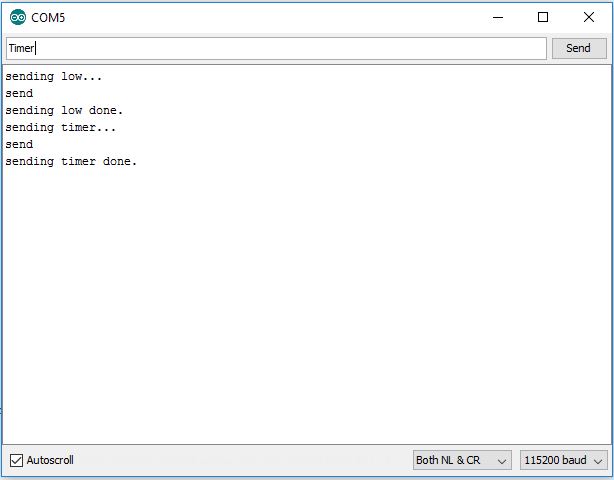 COM5
Timer
Send
sending low...
send
sending low done.
sending timer...
send
sending timer done.
Autoscroll
Both NL & CR
115200 baud